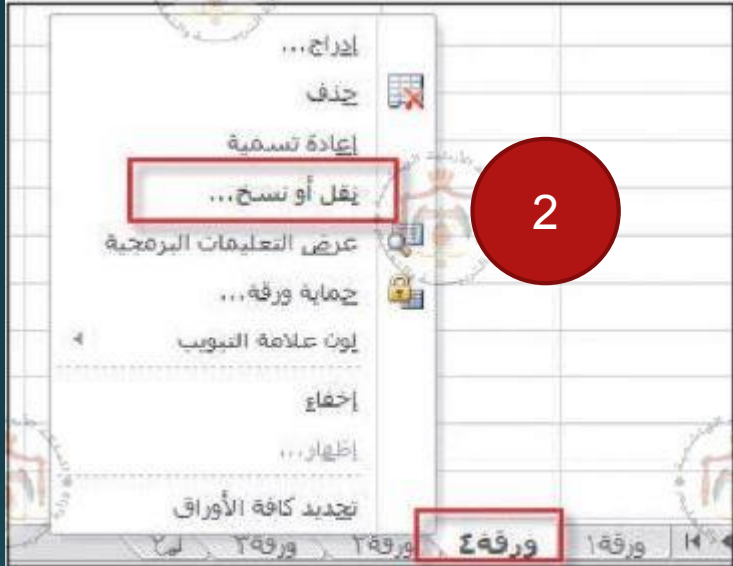 إدراج...
حذف
إعادة تسمية
نقل أو نسخ...
2
عرض التعليمات البرمجية
حماية ورقة...
لون علامة التبويب
إخفاء
إظهار...
تحديد كافة الأوراق
ورقة١ ورقة٤ ورقة٢ ورقة٣